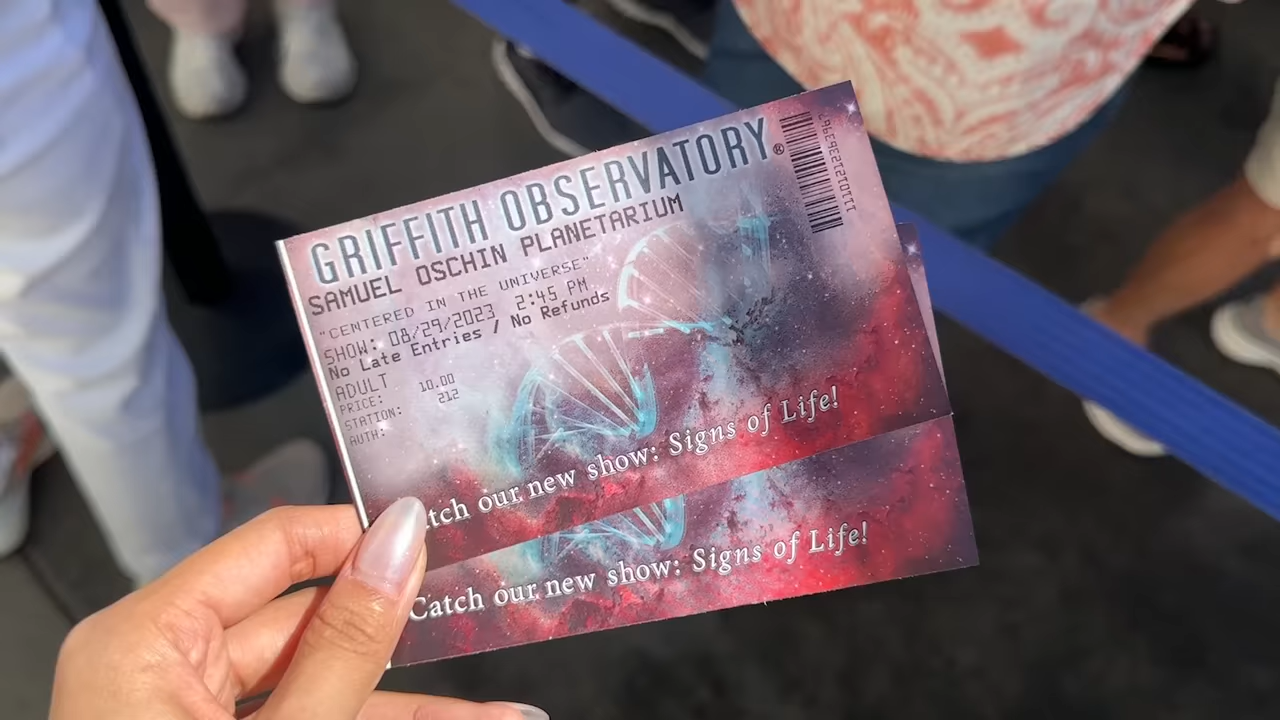 GRIFFITH OBSERVATORY®
SAMUEL OSCHIN PLANETARIUM
"CENTERED IN THE UNIVERSE"
SHOW: 08/29/2023 2:45 PM
No Late Entries / No Refunds
ADULT
PRICE: 10.00
STATION: 212
AUTH:
atch our new show: Signs of Life!
Catch our new show: Signs of Life!